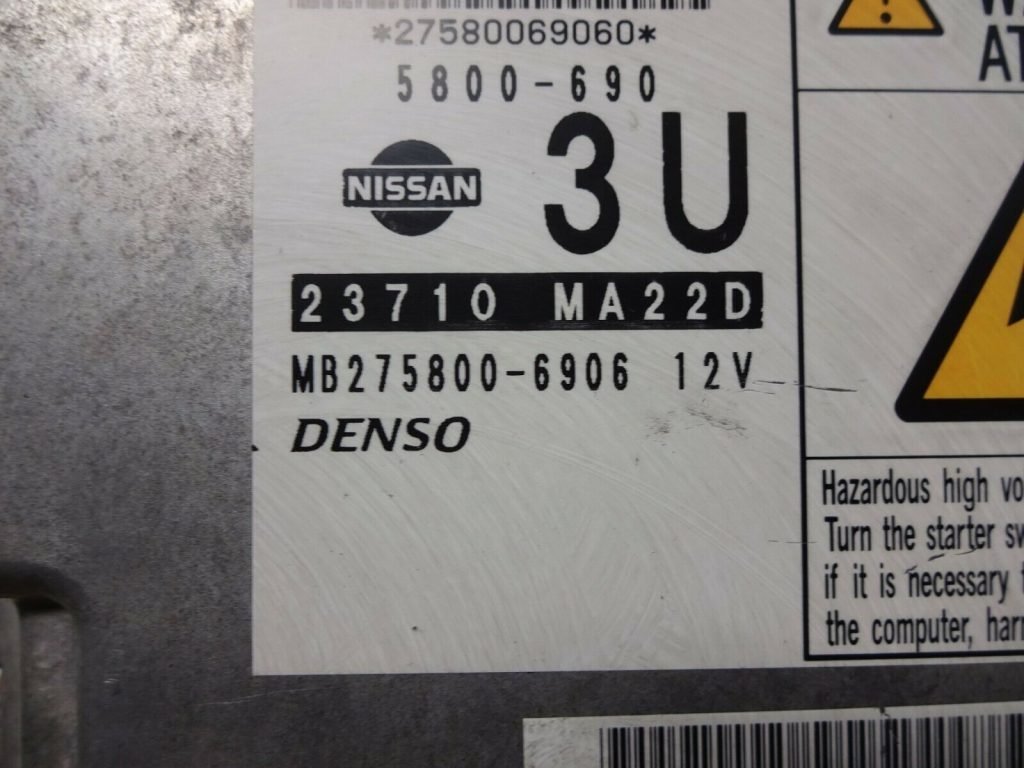 *27580069060*
5800-690
NISSAN
3U
23710 MA22D
MB275800-6906 12V
DENSO
Hazardous high
Turn the starter
if it is necessary
the computer,